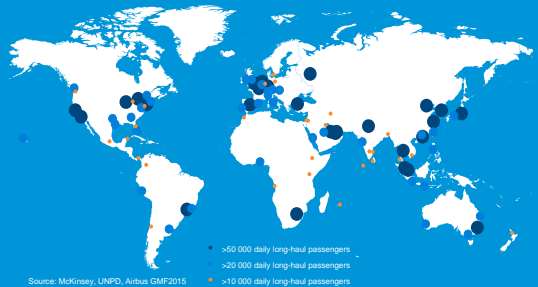 >50 000 daily long-haul passengers
>20 000 daily long-haul passengers
>10 000 daily long-haul passengers
Source: McKinsey, UNPD, Airbus GMF2015